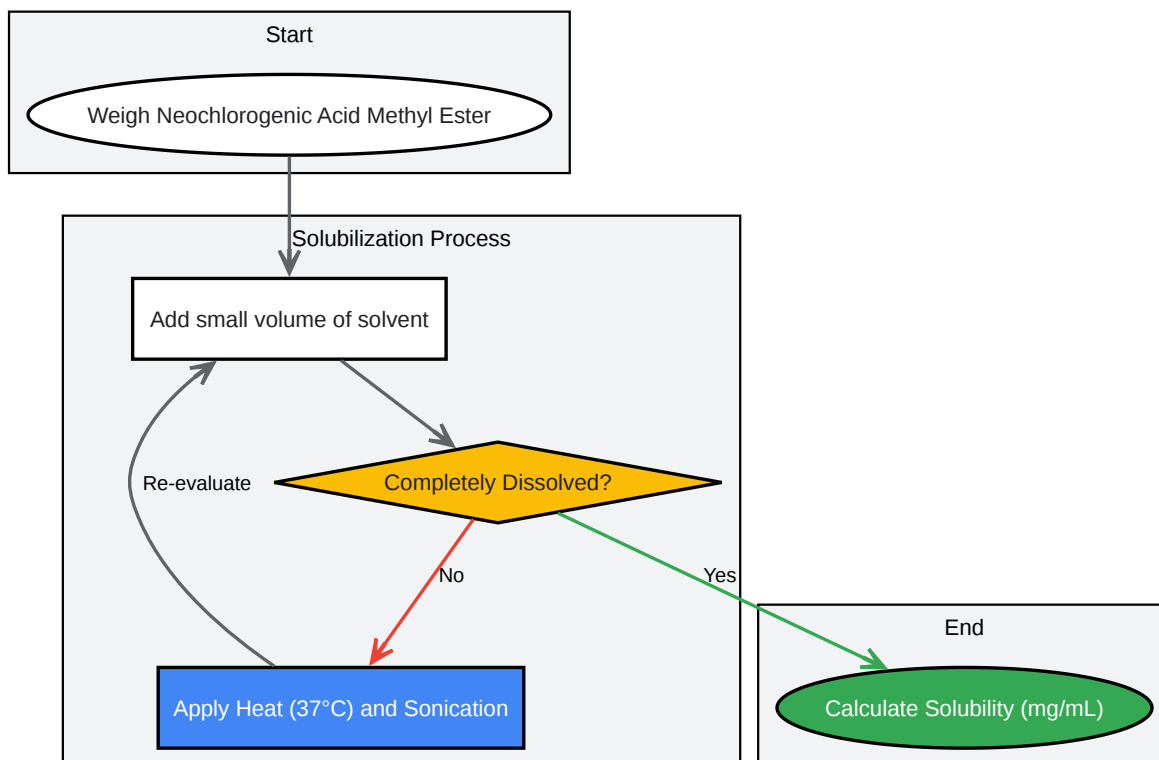 Start
Weigh Neochlorogenic Acid Methyl Ester
Solubilization Process
Add small volume of solvent
Re-evaluate
Completely Dissolved?
No
Yes
End
Apply Heat (37°C) and Sonication
Calculate Solubility (mg/mL)